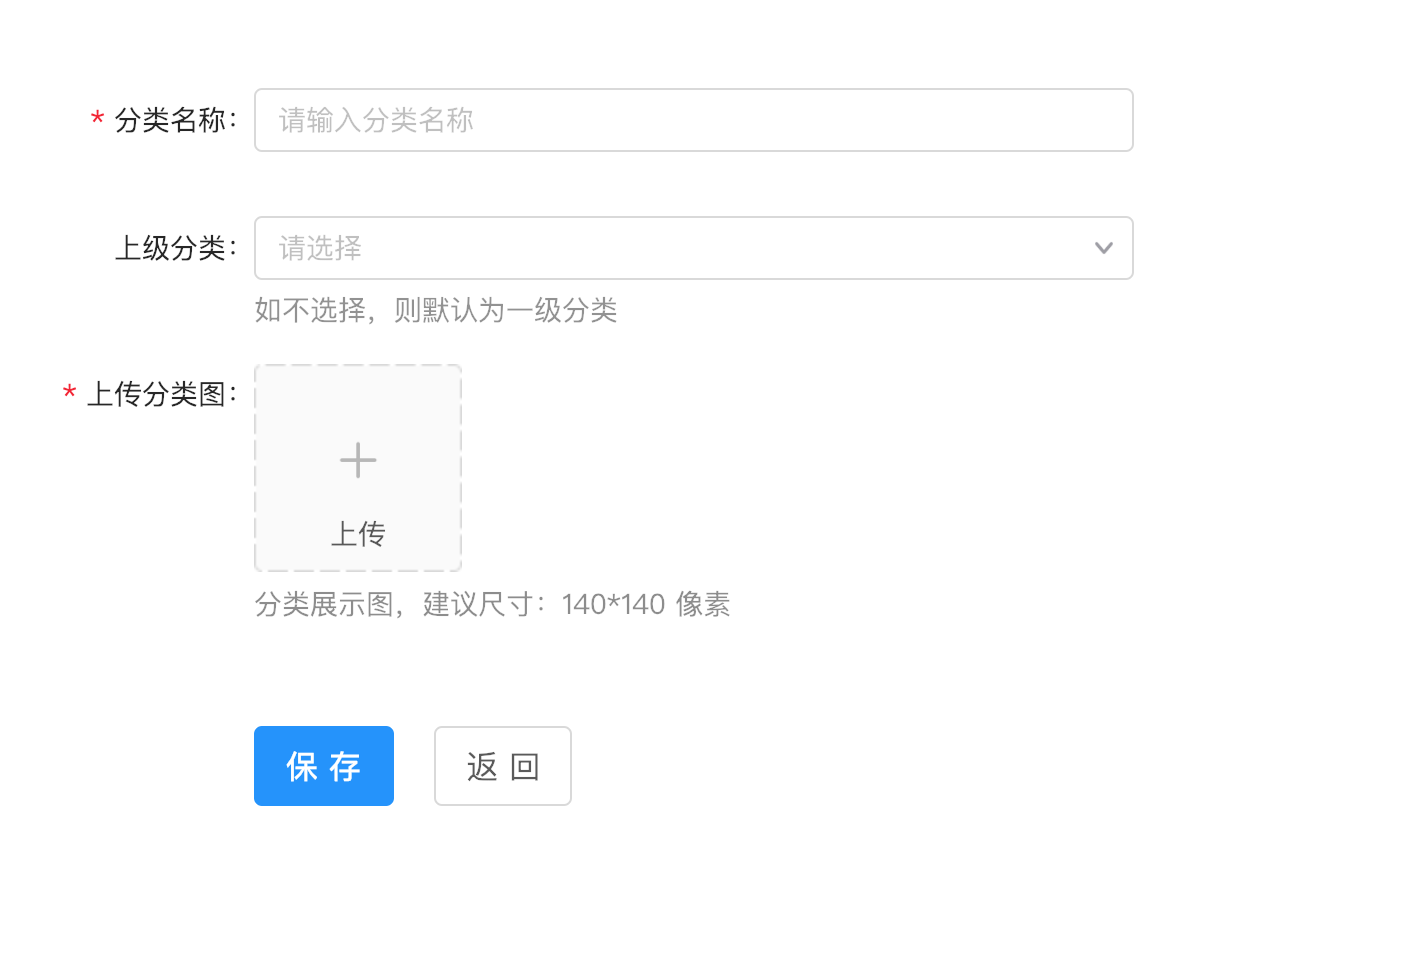 * 分类名称：请输入分类名称
上级分类：请选择
如不选择，则默认为一级分类
* 上传分类图：
上传
分类展示图，建议尺寸：140*140 像素
保 存 返 回